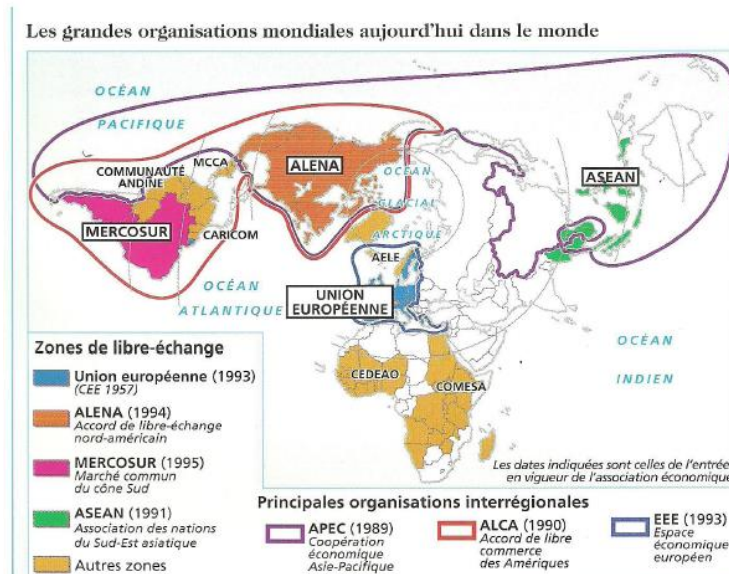 Les grandes organisations mondiales aujourd'hui dans le monde
OCÉAN
PACIFIQUE
MCCA
COMMUNAUTÉ
ANDINE
ALENA
ASEAN
OCÉAN
GLACIAL
ARCTIQUE
MERCOSUR
CARICOM
AELE
OCÉAN
ATLANTIQUE
UNION
EUROPÉENNE
OCÉAN
INDIEN
CEDEAO
COMESA
Zones de libre-échange
Union européenne (1993)
(CEE 1957)
ALENA (1994)
Accord de libre-échange
nord-américain
MERCOSUR (1995)
Marché commun
du cône Sud
ASEAN (1991)
Association des nations
du Sud-Est asiatique
Autres zones
Les dates indiquées sont celles de l'entrée
en vigueur de l'association économique
Principales organisations interrégionales
APEC (1989)
Coopération
économique
Asie-Pacifique
ALCA (1990)
Accord de libre
commerce
des Amériques
EEE (1993)
Espace
économique
européen